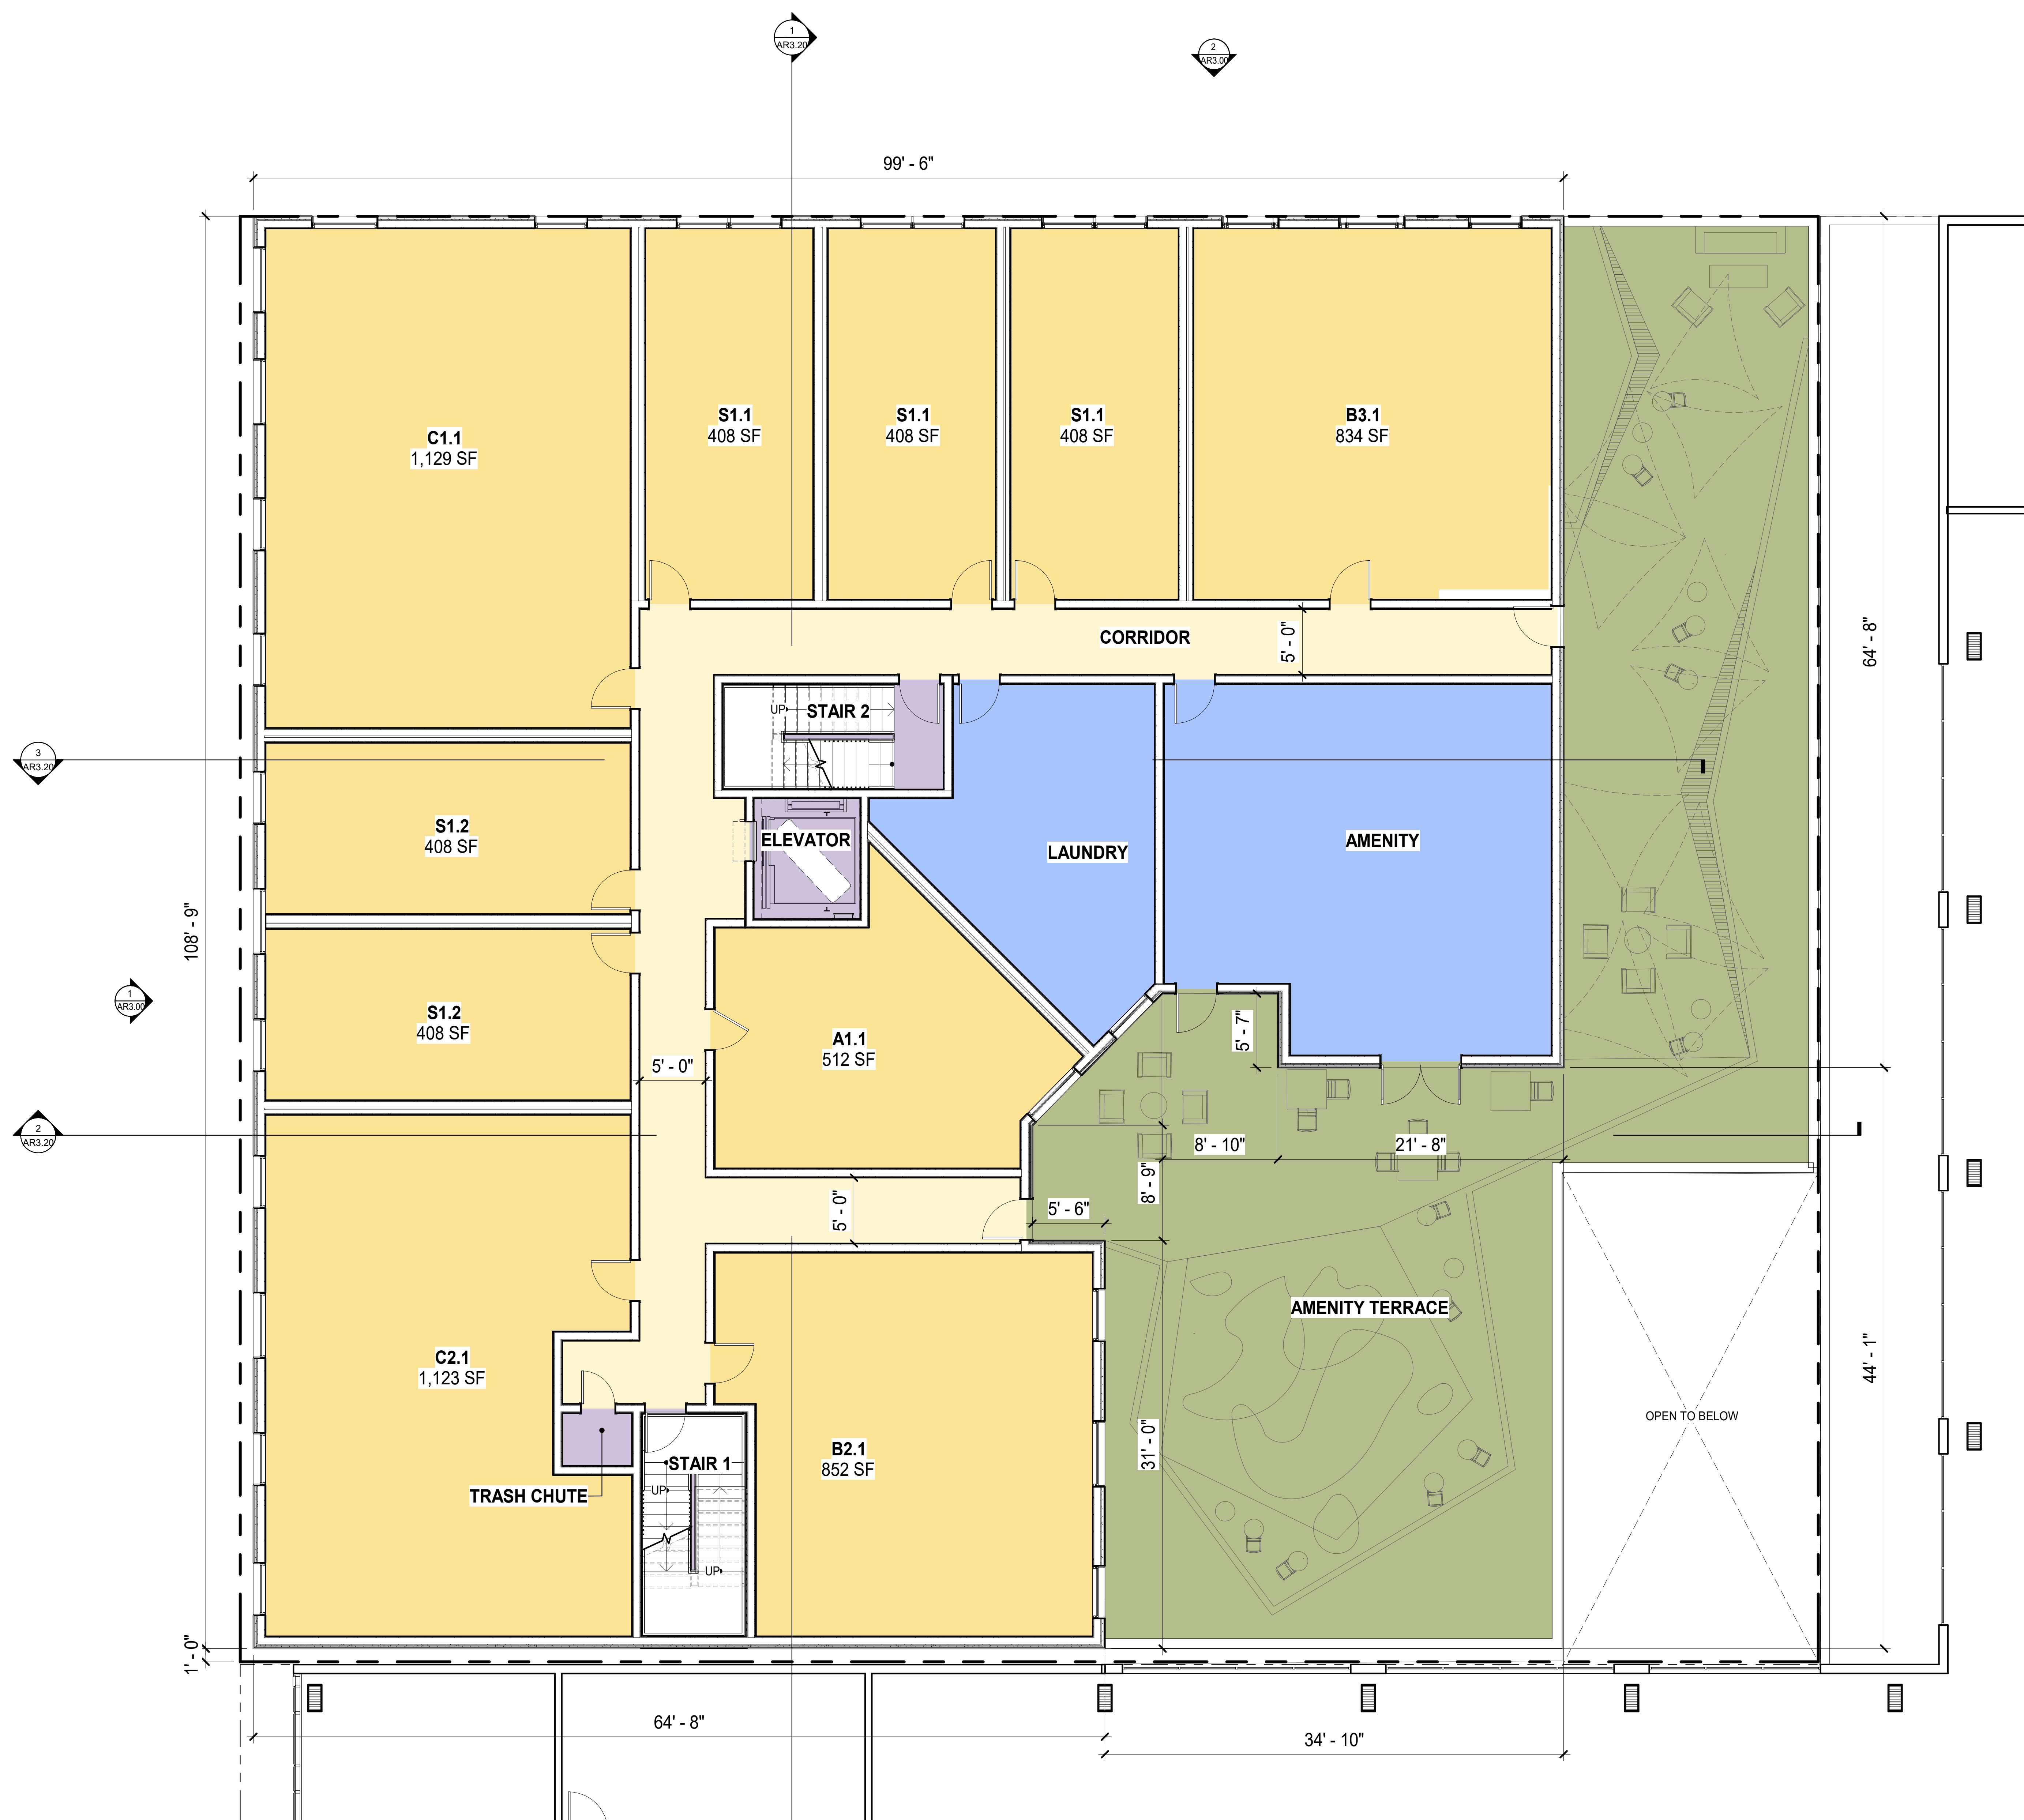 1
AR3.20
2
AR3.00
99' - 6"
C1.1
1,129 SF
S1.1
408 SF
S1.1
408 SF
S1.1
408 SF
B3.1
834 SF
CORRIDOR
5' - 0"
64' - 8"
UP
STAIR 2
3
AR3.20
S1.2
408 SF
ELEVATOR
LAUNDRY
AMENITY
108' - 9"
1
AR3.00
S1.2
408 SF
A1.1
512 SF
5' - 0"
5' - 7"
2
AR3.20
8' - 10"
21' - 8"
8' - 9"
5' - 0"
5' - 6"
AMENITY TERRACE
44' - 1"
C2.1
1,123 SF
OPEN TO BELOW
B2.1
852 SF
31' - 0"
STAIR 1
TRASH CHUTE
UP
UP
1' - 0"
64' - 8"
34' - 10"